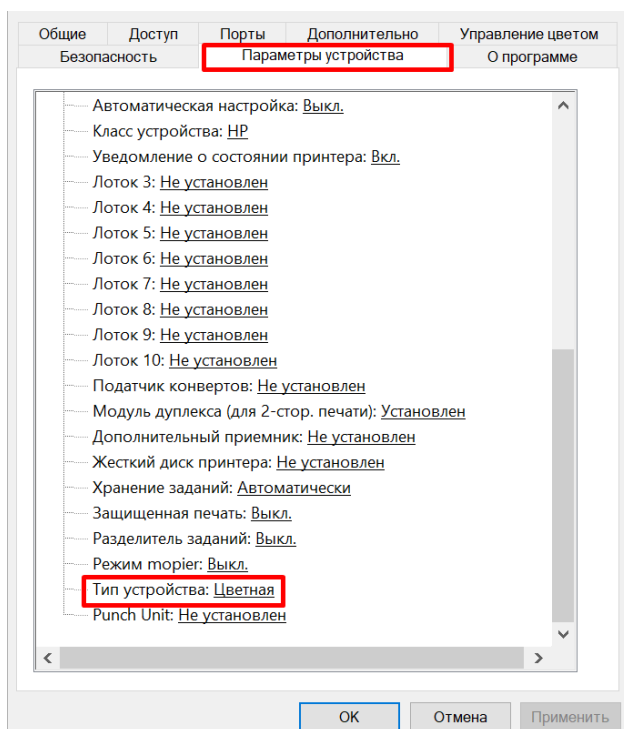 Общие Доступ Порты Дополнительно Управление цветом
Безопасность Параметры устройства О программе
Автоматическая настройка: Выкл.
Класс устройства: HP
Уведомление о состоянии принтера: Вкл.
Лоток 3: Не установлен
Лоток 4: Не установлен
Лоток 5: Не установлен
Лоток 6: Не установлен
Лоток 7: Не установлен
Лоток 8: Не установлен
Лоток 9: Не установлен
Лоток 10: Не установлен
Податчик конвертов: Не установлен
Модуль дуплекса (для 2-стор. печати): Установлен
Дополнительный приемник: Не установлен
Жесткий диск принтера: Не установлен
Хранение заданий: Автоматически
Защищенная печать: Выкл.
Разделитель заданий: Выкл.
Режим mopier: Выкл.
Тип устройства: Цветная
Punch Unit: Не установлен
ОК Отмена Применить